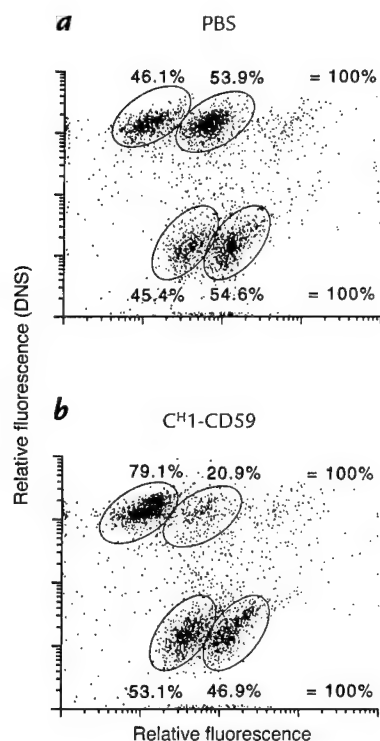 a PBS
46.1% 53.9% = 100%
45.4% 54.6% = 100%
Relative fluorescence (DNS)
b Cᴴ1-CD59
79.1% 20.9% = 100%
53.1% 46.9% = 100%
Relative fluorescence